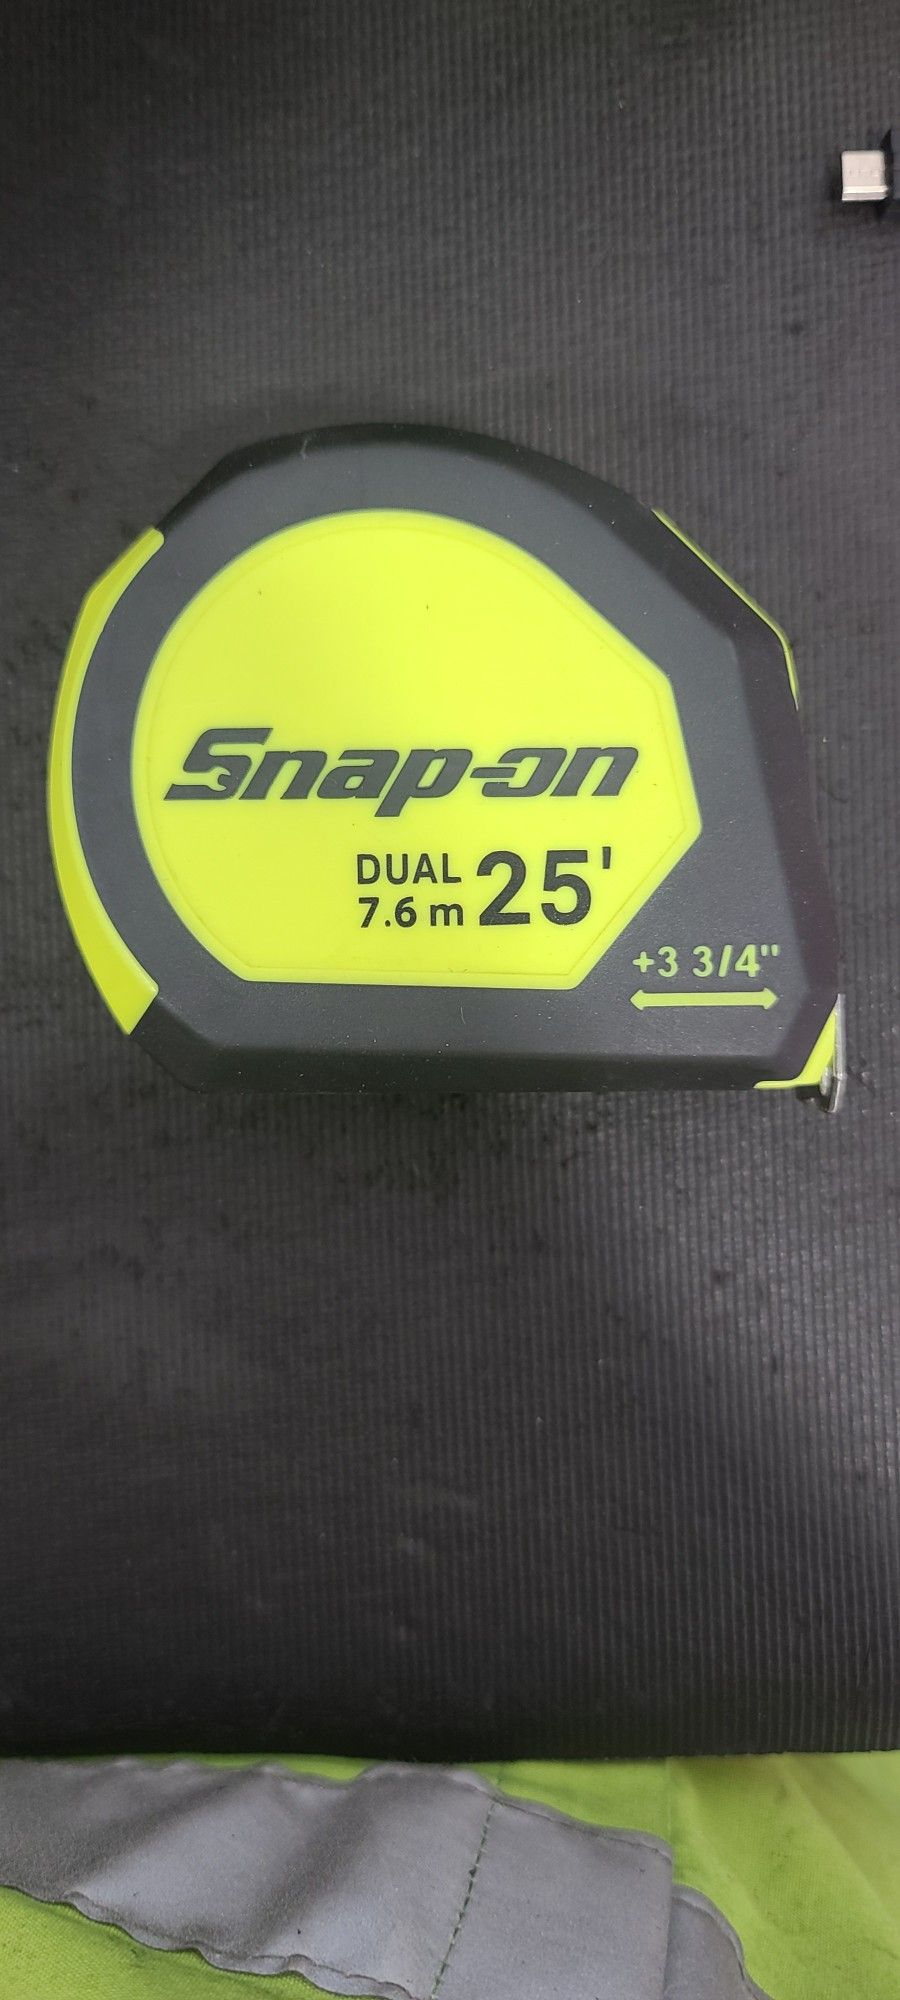 Snap-on
DUAL 25'
7.6 m
+3 3/4"